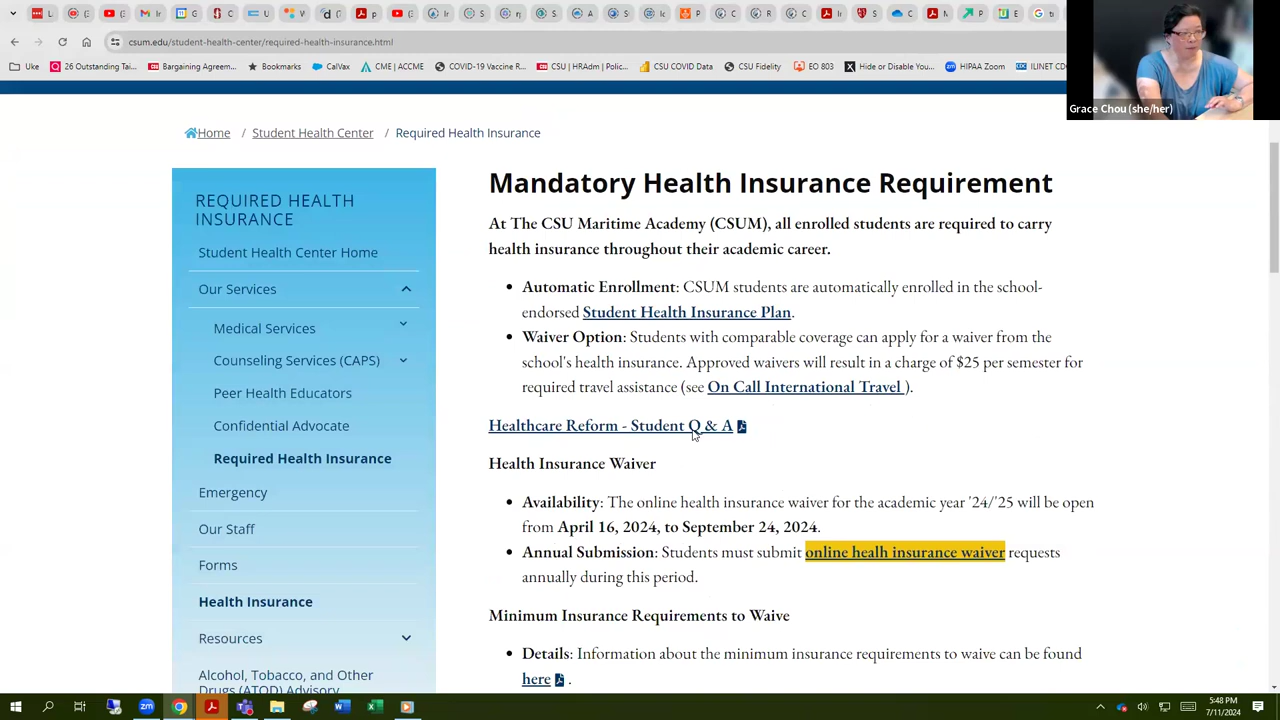 csum.edu/student-health-center/required-health-insurance.html
Uke
26 Outstanding Tai...
Bargaining Agreem...
Bookmarks
CalVax
ACME | ACCME
COVID-19 Vaccine R...
CSU | HRAdm | Polic...
CSU COVID Data
CSU Fidelity
EO 803
Hide or Disable You...
HIPAA Zoom
ILINET CD
Grace Chou (she/her)
Home / Student Health Center / Required Health Insurance
REQUIRED HEALTH
INSURANCE
Student Health Center Home
Our Services
Medical Services
Counseling Services (CAPS)
Peer Health Educators
Confidential Advocate
Required Health Insurance
Emergency
Our Staff
Forms
Health Insurance
Resources
Alcohol, Tobacco, and Other
Drugs (ATOD) Advisory
Mandatory Health Insurance Requirement
At The CSU Maritime Academy (CSUM), all enrolled students are required to carry
health insurance throughout their academic career.
Automatic Enrollment: CSUM students are automatically enrolled in the school-
endorsed Student Health Insurance Plan.
Waiver Option: Students with comparable coverage can apply for a waiver from the
school's health insurance. Approved waivers will result in a charge of $25 per semester for
required travel assistance (see On Call International Travel ).
Healthcare Reform - Student Q & A
Health Insurance Waiver
Availability: The online health insurance waiver for the academic year '24/'25 will be open
from April 16, 2024, to September 24, 2024.
Annual Submission: Students must submit online healh insurance waiver requests
annually during this period.
Minimum Insurance Requirements to Waive
Details: Information about the minimum insurance requirements to waive can be found
here .
5:48 PM
7/11/2024